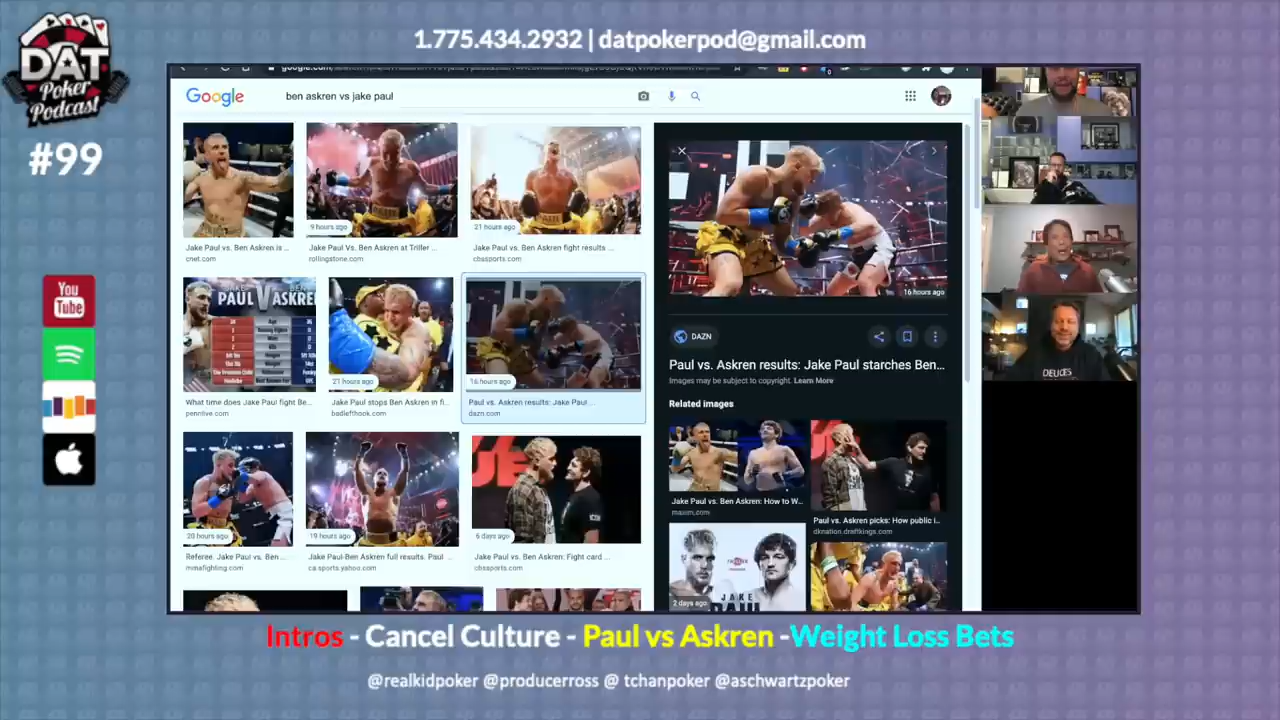 1.775.434.2932 | datpokerpod@gmail.com
DAT
Poker
Podcast
#99
You
Tube
Google
ben askren vs jake paul
Jake Paul vs. Ben Askren is ...
cnet.com
9 hours ago
Jake Paul Vs. Ben Askren at Triller ...
rollingstone.com
21 hours ago
Jake Paul vs. Ben Askren fight results ...
cbssports.com
PAUL V ASKREN
What time does Jake Paul fight Be...
pennlive.com
21 hours ago
Jake Paul stops Ben Askren in fi...
badlefthook.com
16 hours ago
Paul vs. Askren results: Jake Paul ...
dazn.com
20 hours ago
Referee. Jake Paul vs. Ben...
mmafighting.com
19 hours ago
Jake Paul-Ben Askren full results. Paul ...
ca.sports.yahoo.com
6 days ago
Jake Paul vs. Ben Askren: Fight card ...
cbssports.com
16 hours ago
DAZN
Paul vs. Askren results: Jake Paul starches Ben...
Images may be subject to copyright. Learn More
Related images
Jake Paul vs. Ben Askren: How to W...
maxim.com
Paul vs. Askren picks: How public i...
dknation.draftkings.com
JAKE
2 days ago
DEUCES
Intros - Cancel Culture - Paul vs Askren -Weight Loss Bets
@realkidpoker @producerross @ tchanpoker @aschwartzpoker